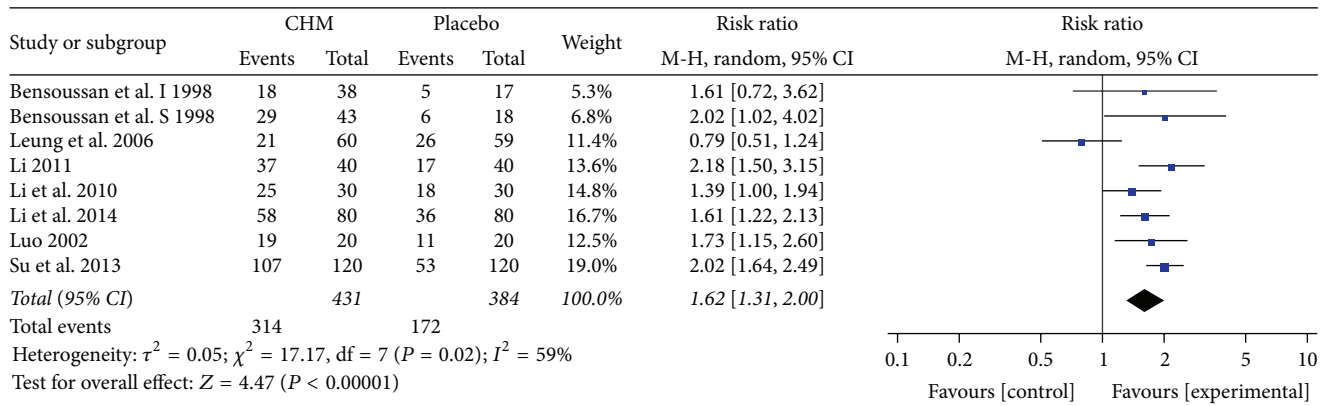 CHM Placebo Risk ratio Risk ratio
Study or subgroup Weight
Events Total Events Total M-H, random, 95% CI M-H, random, 95% CI
Bensoussan et al. I 1998 18 38 5 17 5.3% 1.61 [0.72, 3.62]
Bensoussan et al. S 1998 29 43 6 18 6.8% 2.02 [1.02, 4.02]
Leung et al. 2006 21 60 26 59 11.4% 0.79 [0.51, 1.24]
Li 2011 37 40 17 40 13.6% 2.18 [1.50, 3.15]
Li et al. 2010 25 30 18 30 14.8% 1.39 [1.00, 1.94]
Li et al. 2014 58 80 36 80 16.7% 1.61 [1.22, 2.13]
Luo 2002 19 20 11 20 12.5% 1.73 [1.15, 2.60]
Su et al. 2013 107 120 53 120 19.0% 2.02 [1.64, 2.49]
Total (95% CI) 431 384 100.0% 1.62 [1.31, 2.00]
Total events 314 172
Heterogeneity: τ² = 0.05; χ² = 17.17, df = 7 (P = 0.02); I² = 59%
Test for overall effect: Z = 4.47 (P < 0.00001)
0.1 0.5 1 2 5 10
Favours [control] Favours [experimental]